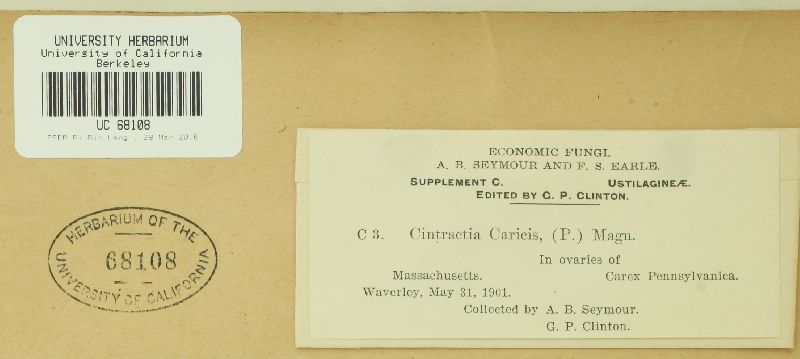 UNIVERSITY HERBARIUM
University of California
Berkeley
UC 68108
HERBARIUM OF THE
68108
UNIVERSITY OF CALIFORNIA
ECONOMIC FUNGI.
A. B. SEYMOUR AND F. S. EARLE.
SUPPLEMENT C. USTILAGINEÆ.
EDITED BY G. P. CLINTON.
C 3. Cintractia Caricis, (P.) Magn.
In ovaries of
Massachusetts. Carex Pennsylvanica.
Waverley, May 31, 1901.
Collected by A. B. Seymour.
G. P. Clinton.